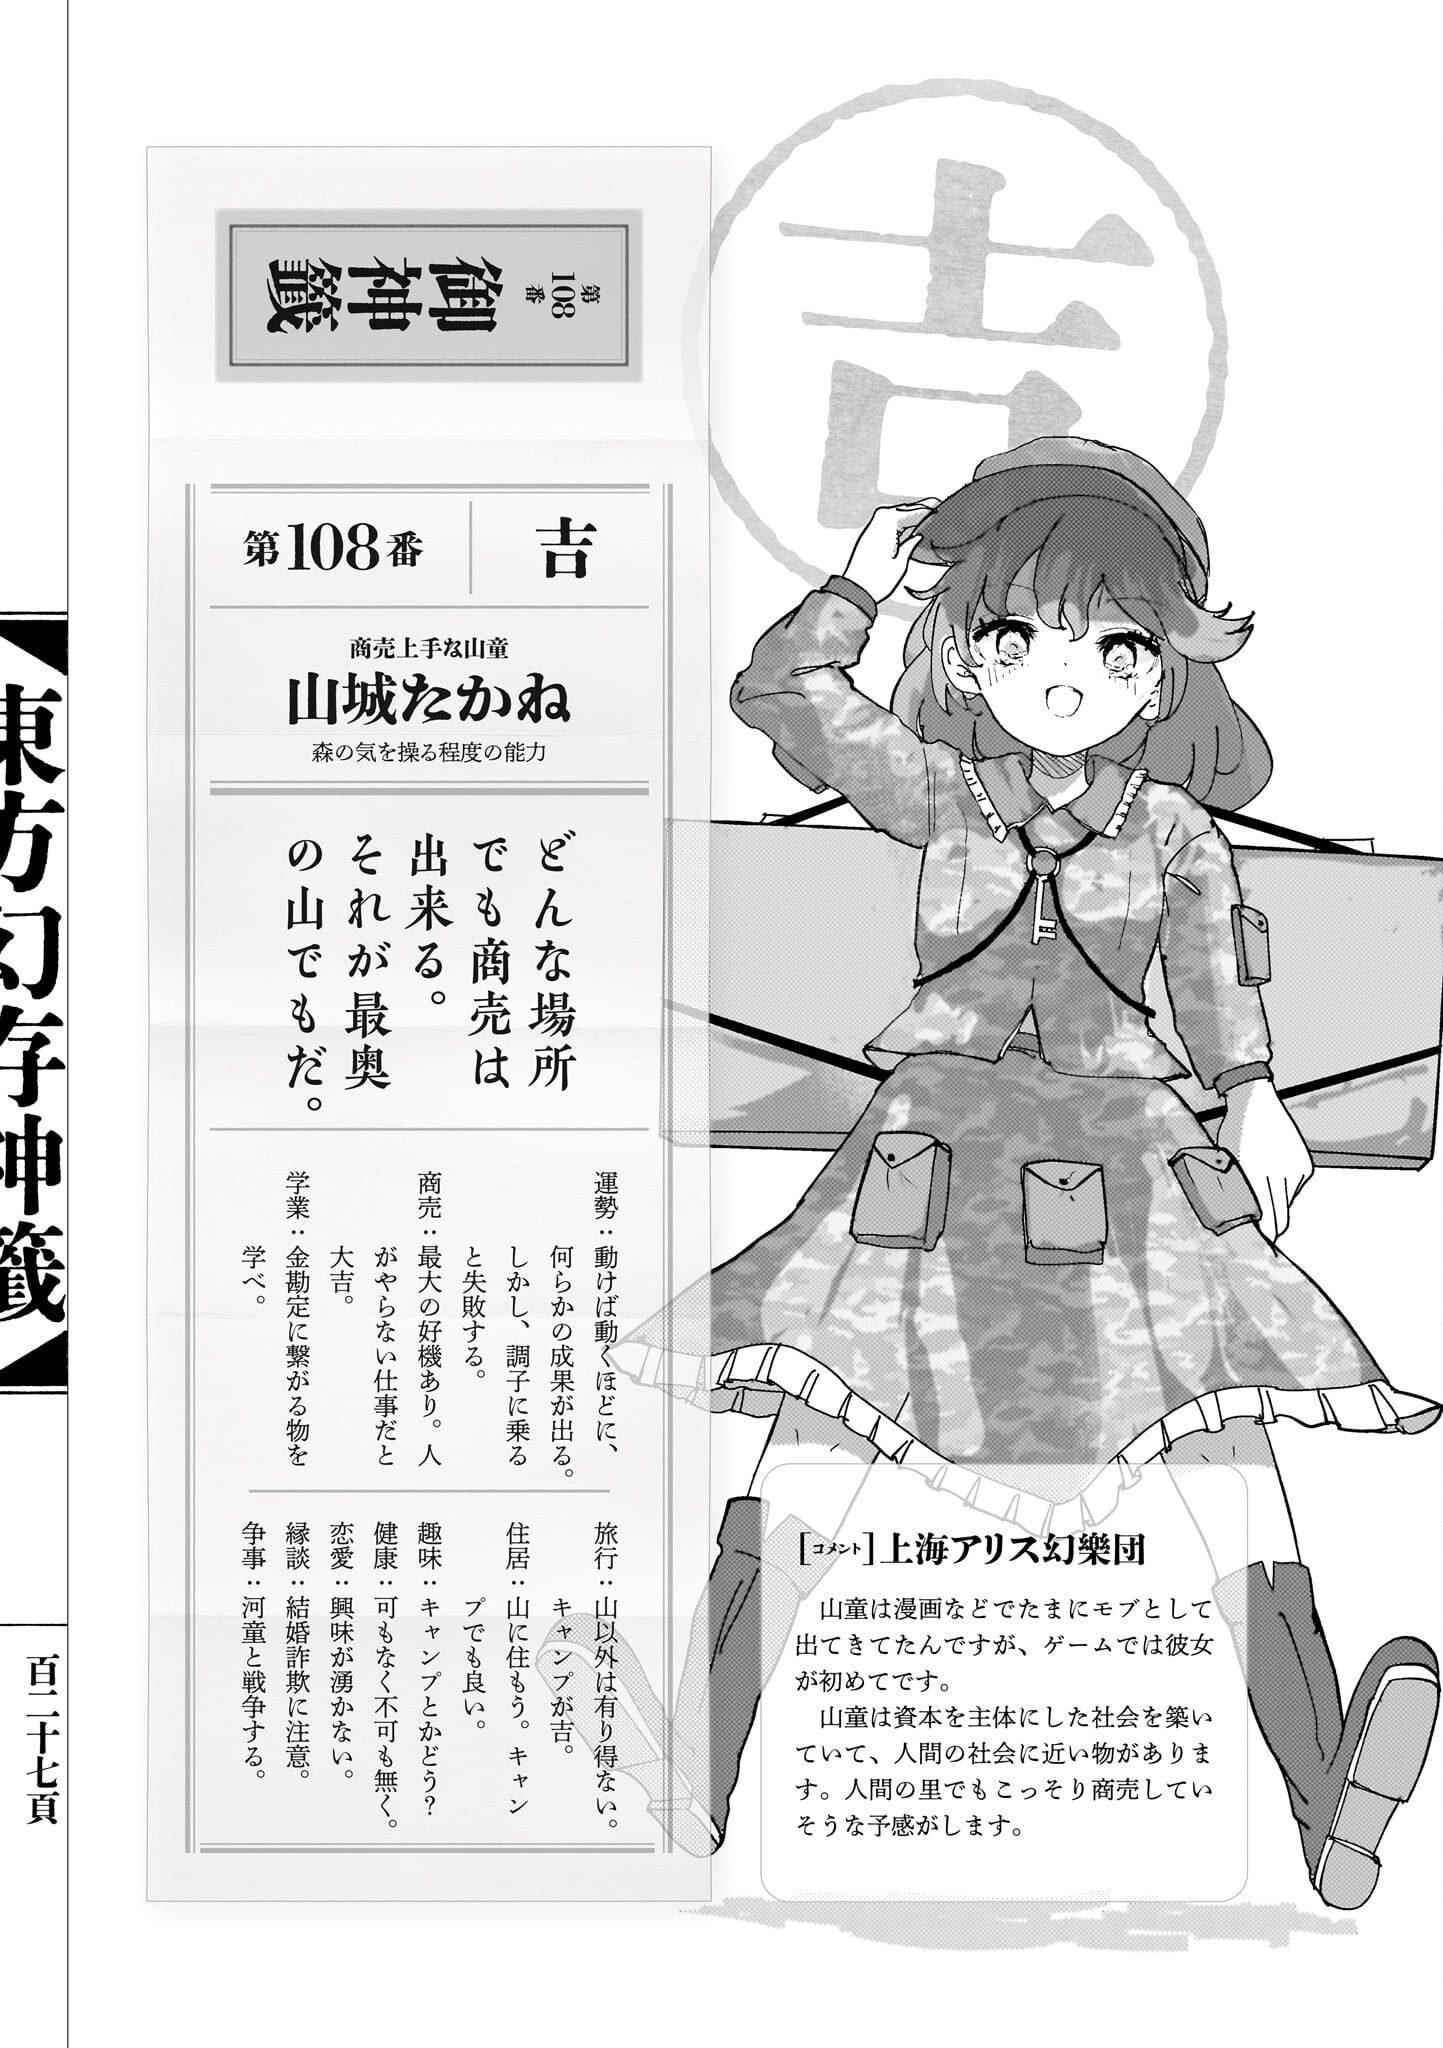 吉
御神籤
第108番
第108番
吉
商売上手な山童
山城たかね
森の気を操る程度の能力
どんな場所
でも商売は
出来る。
それが最奥
の山でもだ。
運勢：動けば動くほどに、
何らかの成果が出る。
しかし、調子に乗る
と失敗する。
商売：最大の好機あり。人
がやらない仕事だと
大吉。
学業：金勘定に繋がる物を
学べ。
旅行：山以外は有り得ない。
キャンプが吉。
住居：山に住もう。キャン
プでも良い。
趣味：キャンプとかどう？
健康：可もなく不可も無く。
恋愛：興味が湧かない。
縁談：結婚詐欺に注意。
争事：河童と戦争する。
［コメント］上海アリス幻樂団
山童は漫画などでたまにモブとして
出てきてたんですが、ゲームでは彼女
が初めてです。
山童は資本を主体にした社会を築い
ていて、人間の社会に近い物がありま
す。人間の里でもこっそり商売してい
そうな予感がします。
東方幻存神籤
百二十七頁